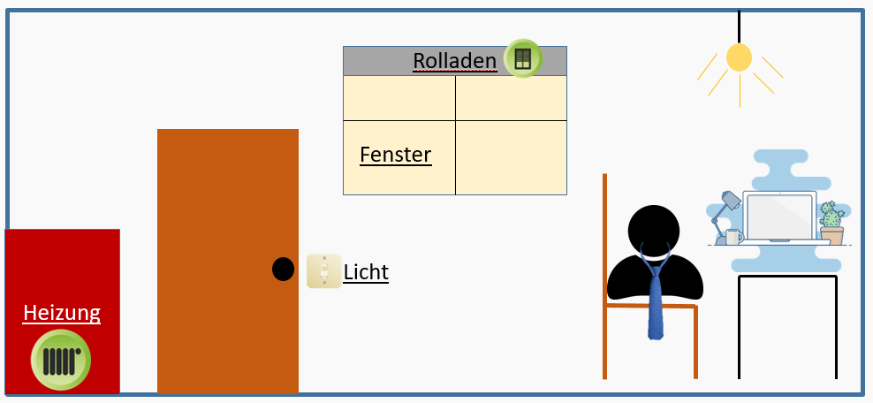 Rolladen
Fenster
Licht
Heizung